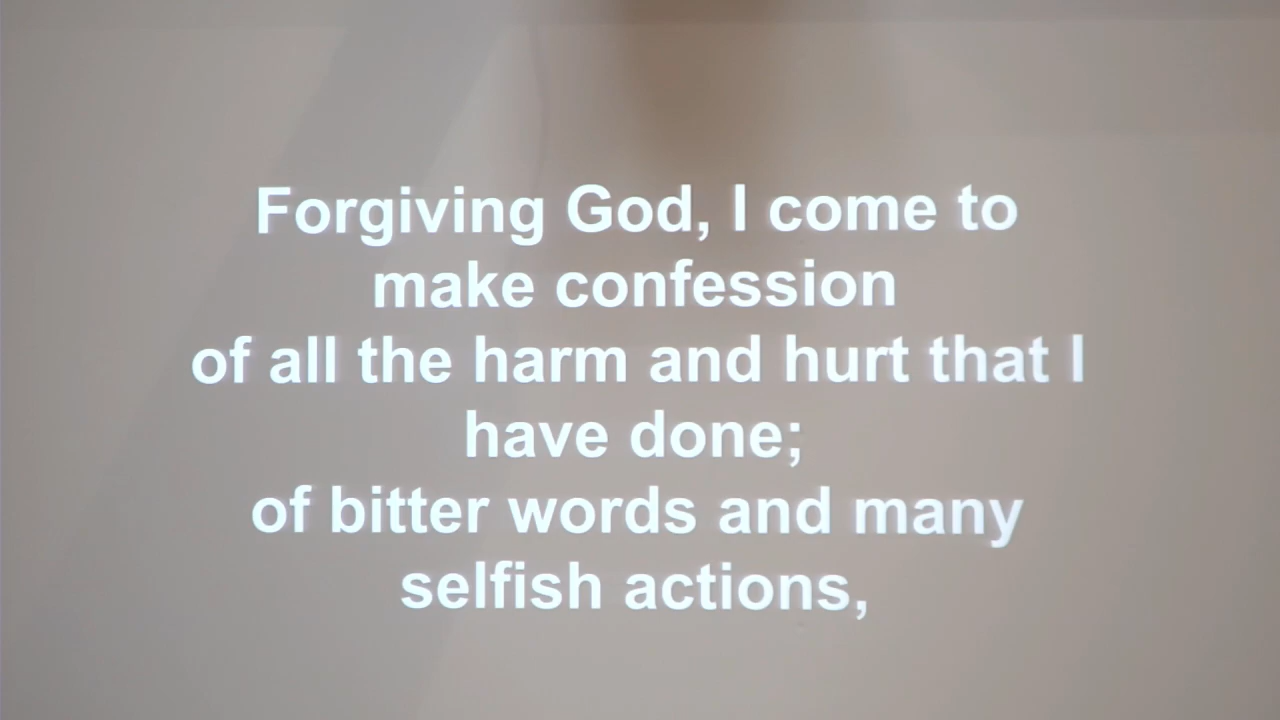 Forgiving God, I come to
make confession
of all the harm and hurt that I
have done;
of bitter words and many
selfish actions,